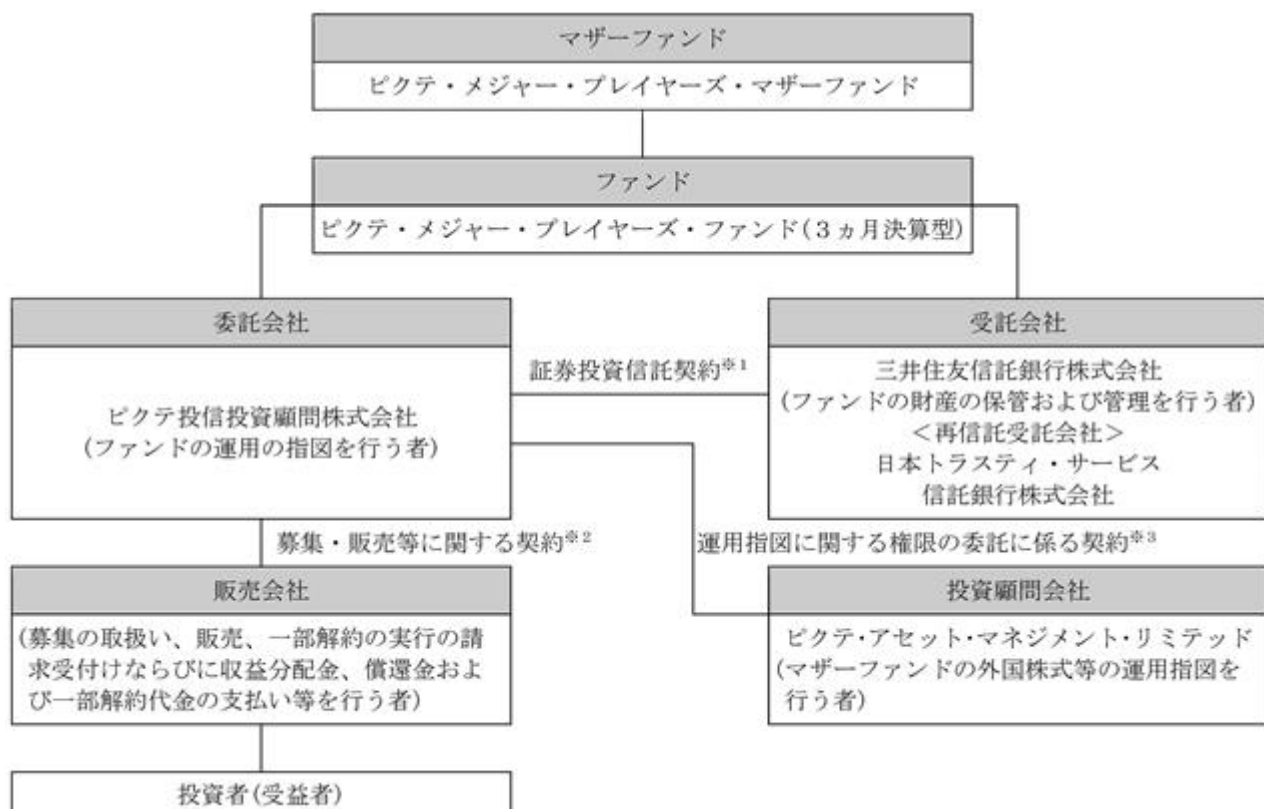 マザーファンド
ピクテ・メジャー・プレイヤーズ・マザーファンド
ファンド
ピクテ・メジャー・プレイヤーズ・ファンド(3ヵ月決算型)
委託会社
ピクテ投信投資顧問株式会社
(ファンドの運用の指図を行う者)
証券投資信託契約※1
受託会社
三井住友信託銀行株式会社
(ファンドの財産の保管および管理を行う者)
<再信託受託会社>
日本トラスティ・サービス
信託銀行株式会社
募集・販売等に関する契約※2
運用指図に関する権限の委託に係る契約※3
販売会社
(募集の取扱い、販売、一部解約の実行の請
求受付けならびに収益分配金、償還金およ
び一部解約代金の支払い等を行う者)
投資顧問会社
ピクテ・アセット・マネジメント・リミテッド
(マザーファンドの外国株式等の運用指図を
行う者)
投資者(受益者)